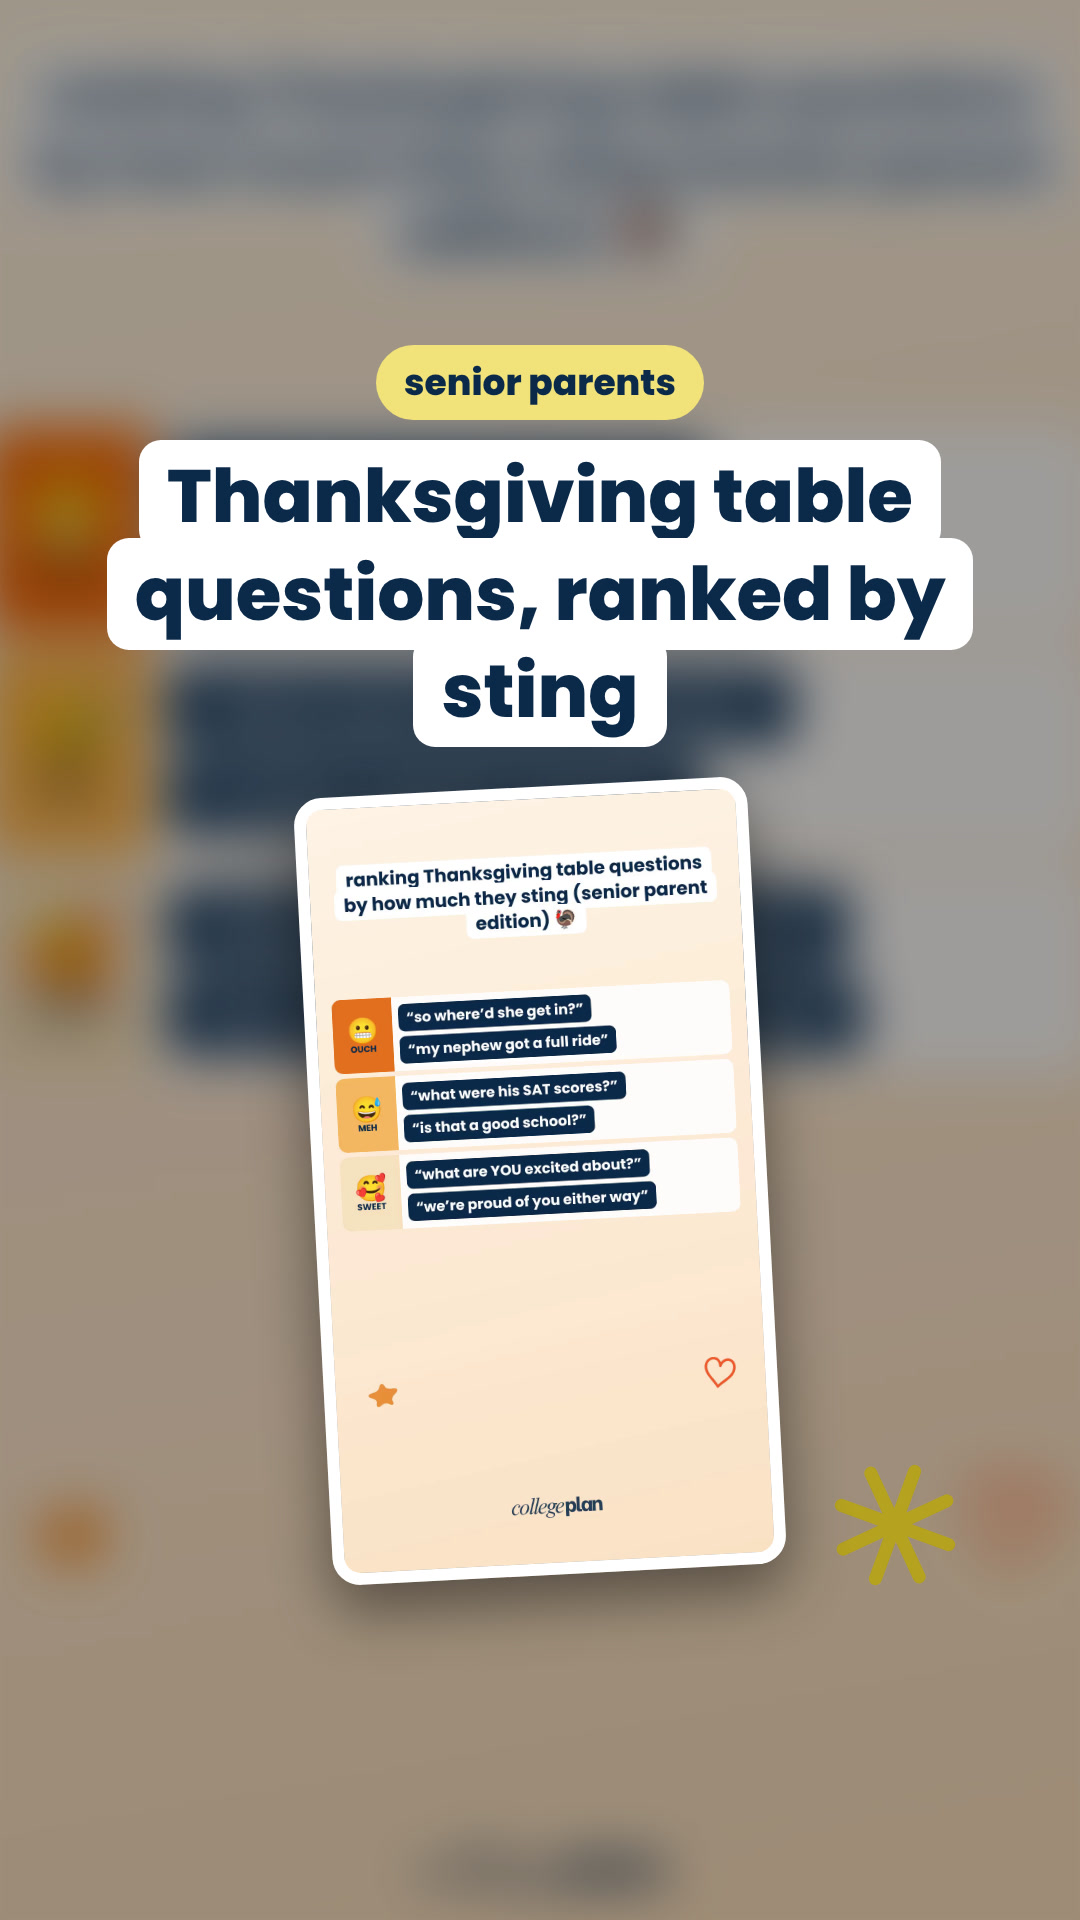 senior parents
Thanksgiving table
questions, ranked by
sting
ranking Thanksgiving table questions
by how much they sting (senior parent
edition) 🦃
😬
OUCH
“so where’d she get in?”
“my nephew got a full ride”
😅
MEH
“what were his SAT scores?”
“is that a good school?”
🥰
SWEET
“what are YOU excited about?”
“we’re proud of you either way”
collegeplan